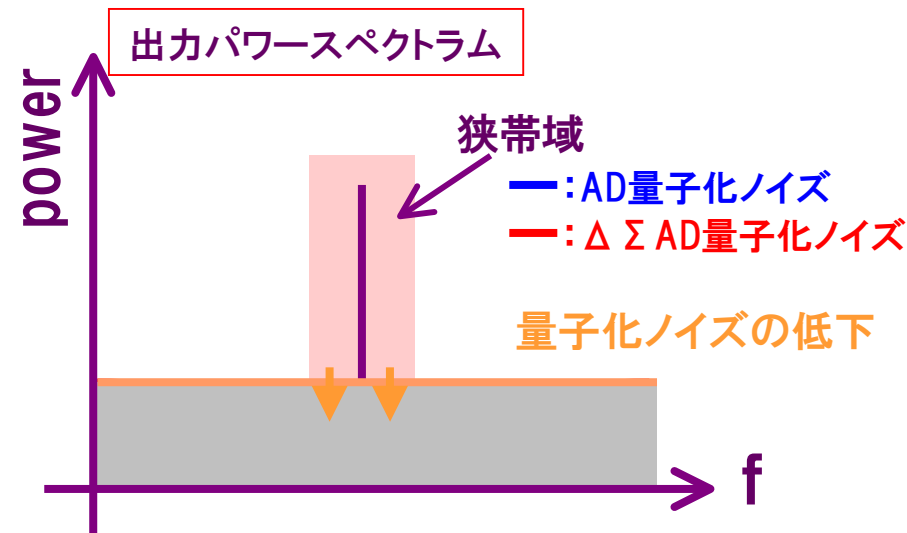 出力パワースペクトラム
power
狭帯域
:AD量子化ノイズ
:ΔΣAD量子化ノイズ
量子化ノイズの低下
f